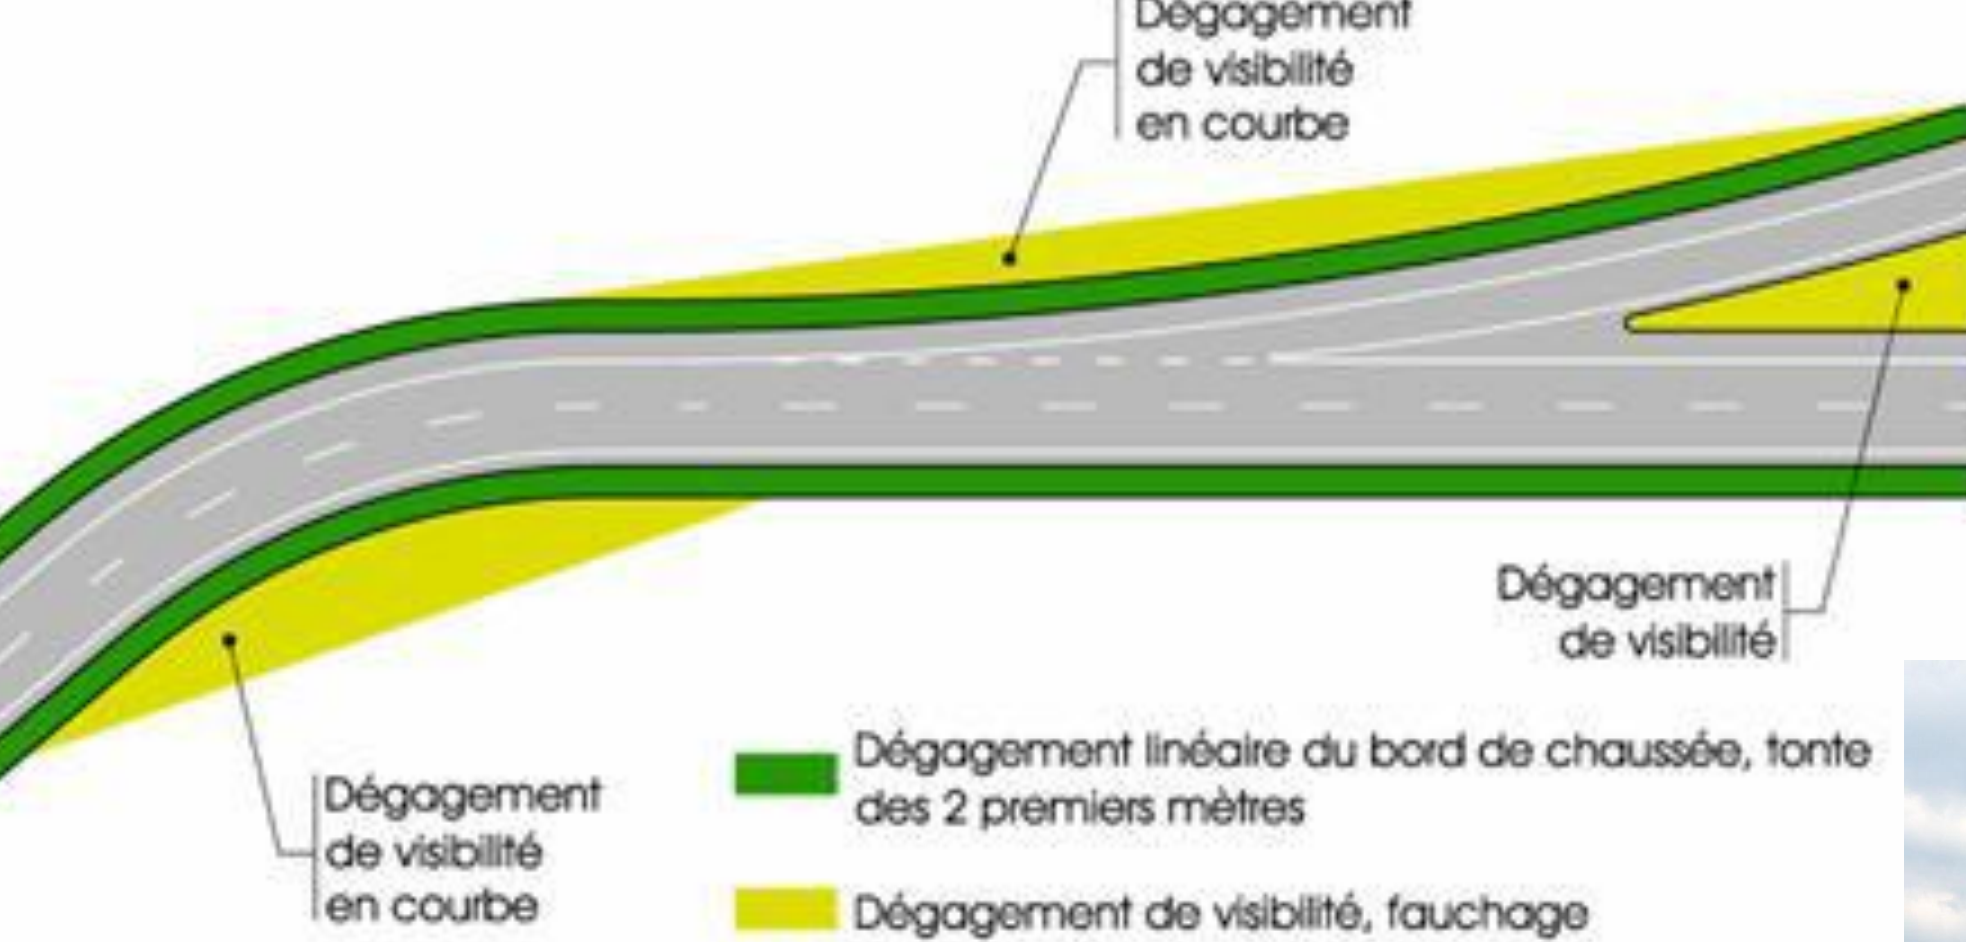 Dégagement
de visibilité
en courbe
Dégagement
de visibilité
Dégagement linéaire du bord de chaussée, tonte
des 2 premiers mètres
Dégagement
de visibilité
en courbe
Dégagement de visibilité, fauchage